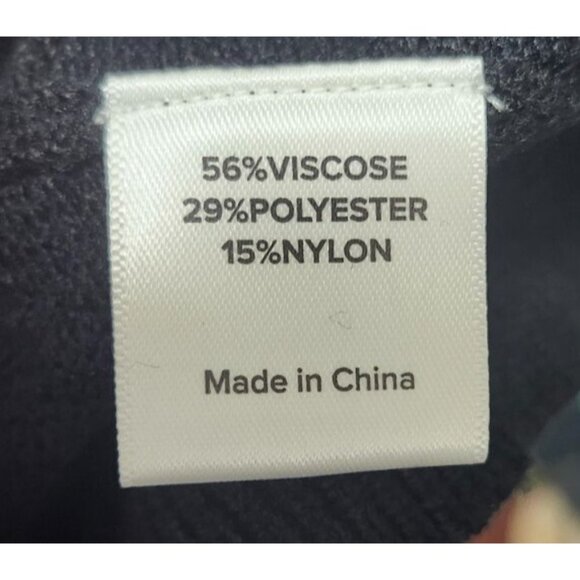 56%VISCOSE
29%POLYESTER
15%NYLON
Made in China